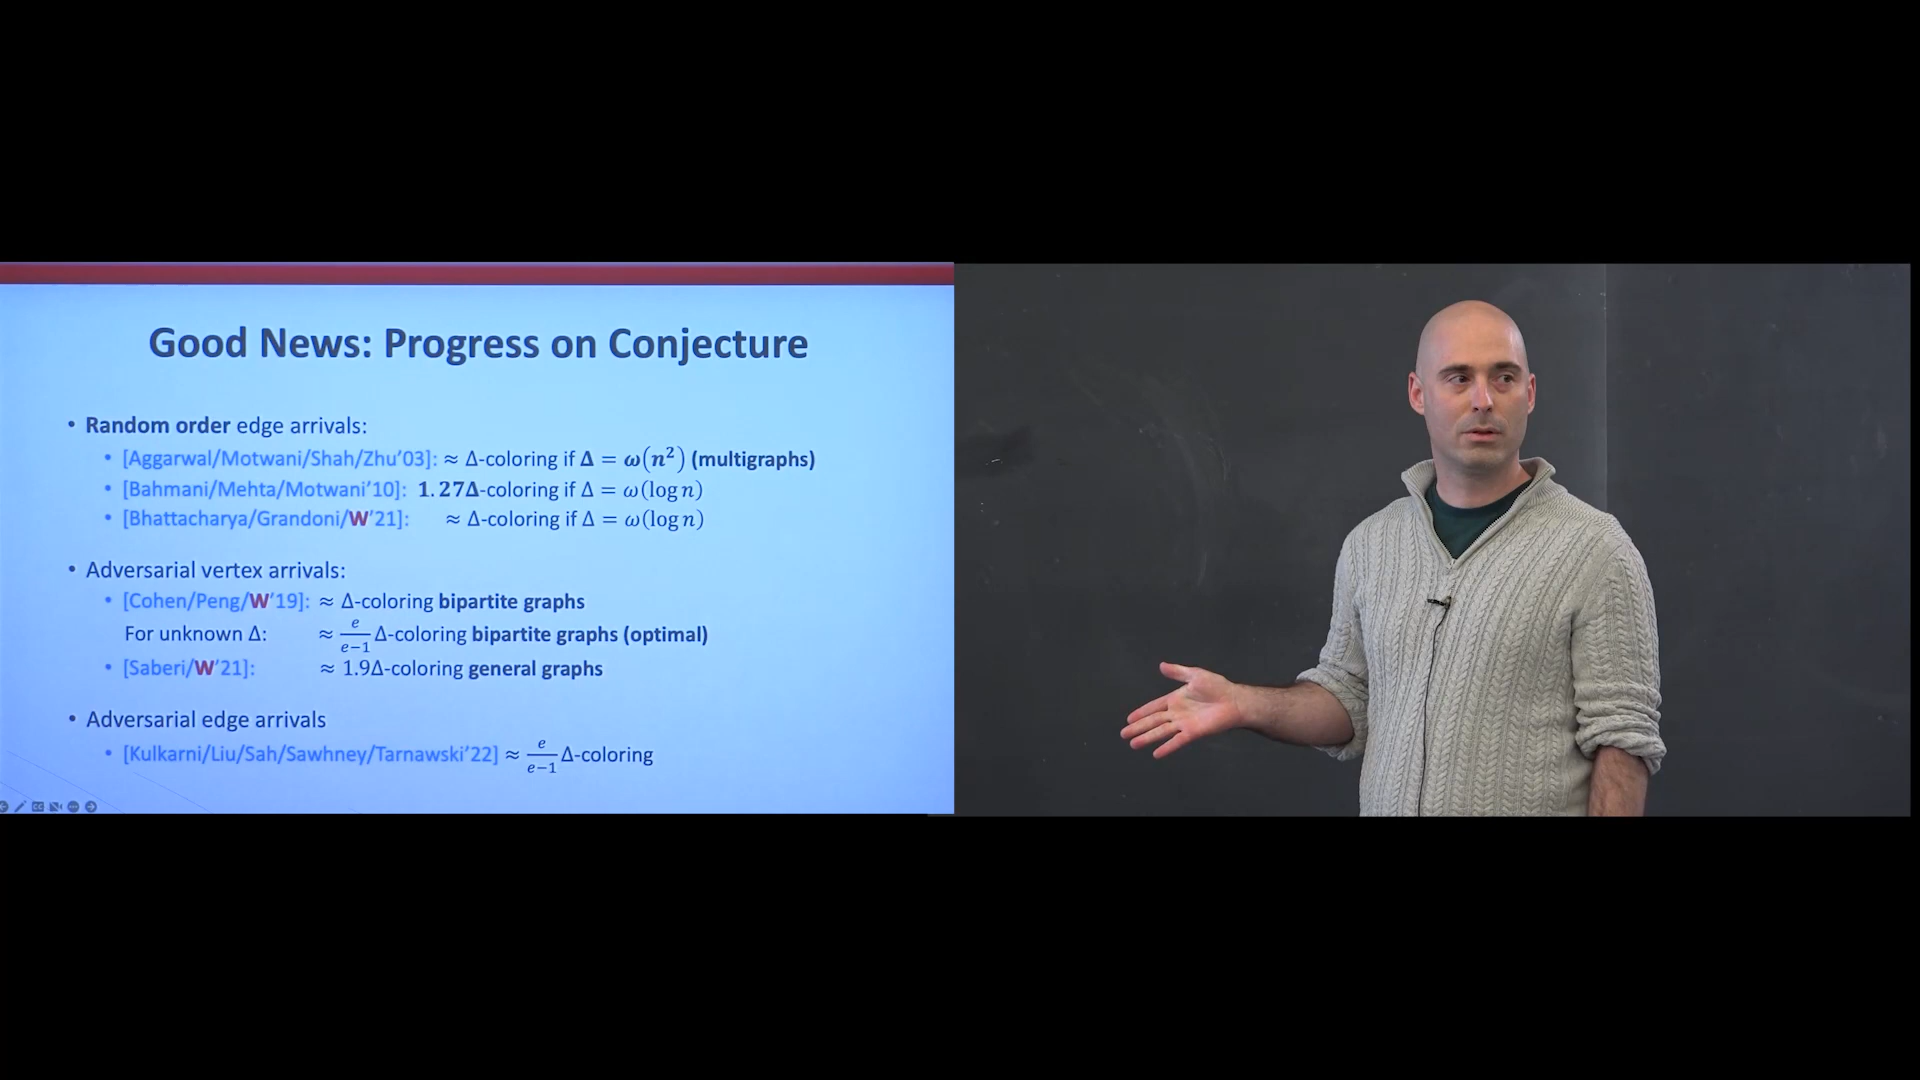 Good News: Progress on Conjecture
• Random order edge arrivals:
• [Aggarwal/Motwani/Shah/Zhu'03]: ≈ Δ-coloring if Δ = ω(n²) (multigraphs)
• [Bahmani/Mehta/Motwani'10]: 1.27Δ-coloring if Δ = ω(log n)
• [Bhattacharya/Grandoni/W'21]: ≈ Δ-coloring if Δ = ω(log n)
• Adversarial vertex arrivals:
• [Cohen/Peng/W'19]: ≈ Δ-coloring bipartite graphs
For unknown Δ: ≈ e/(e−1) Δ-coloring bipartite graphs (optimal)
• [Saberi/W'21]: ≈ 1.9Δ-coloring general graphs
• Adversarial edge arrivals
• [Kulkarni/Liu/Sah/Sawhney/Tarnawski'22] ≈ e/(e−1) Δ-coloring